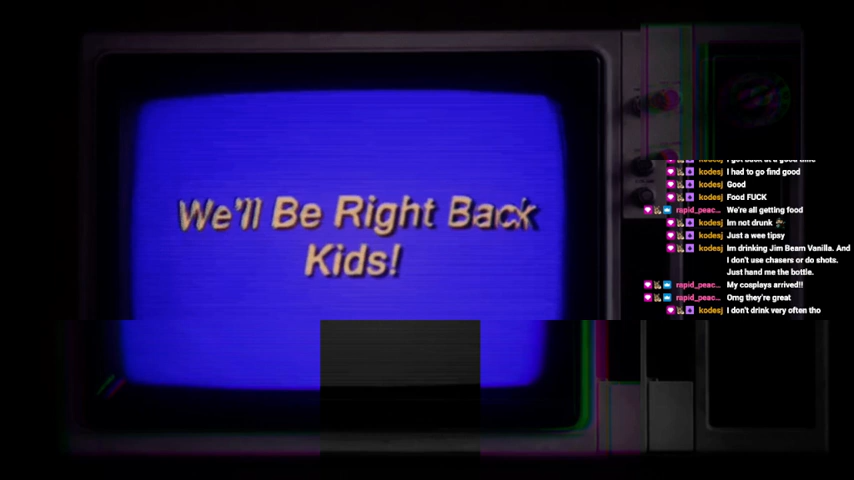 We'll Be Right Back
Kids!
kodesj I had to go find good
kodesj Good
kodesj Food FUCK
rapid_peac... We're all getting food
kodesj Im not drunk
kodesj Just a wee tipsy
kodesj Im drinking Jim Beam Vanilla. And
I don't use chasers or do shots.
Just hand me the bottle.
rapid_peac... My cosplays arrived!!
rapid_peac... Omg they're great
kodesj I don't drink very often tho